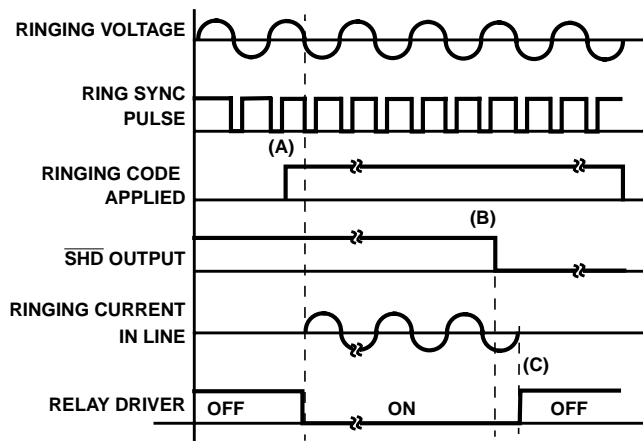 RINGING VOLTAGE
RING SYNC
PULSE
(A)
RINGING CODE
APPLIED
(B)
SHD OUTPUT
RINGING CURRENT
IN LINE
(C)
RELAY DRIVER
OFF
ON
OFF